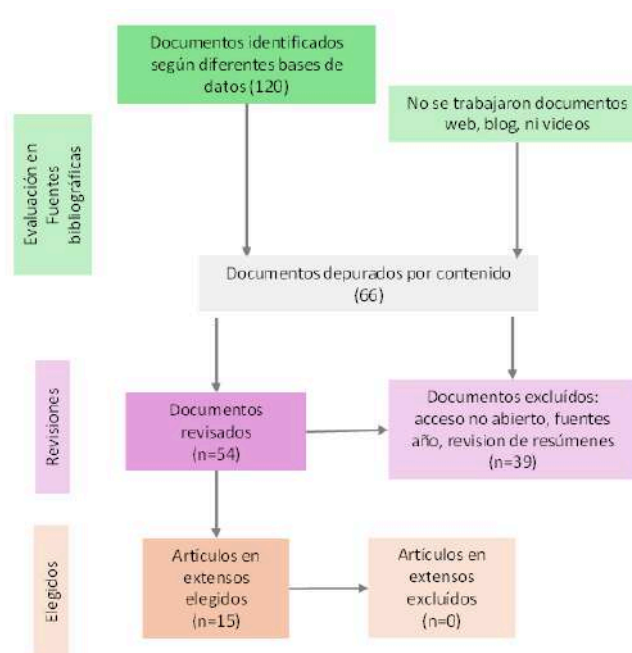 Documentos identificados
según diferentes bases de
datos (120)
No se trabajaron documentos
web, blog, ni videos
Evaluación en
Fuentes
bibliográficas
Documentos depurados por contenido
(66)
Revisiones
Documentos
revisados
(n=54)
Documentos excluídos:
acceso no abierto, fuentes
año, revision de resúmenes
(n=39)
Elegidos
Artículos en
extensos
elegidos
(n=15)
Artículos en
extensos
excluídos
(n=0)